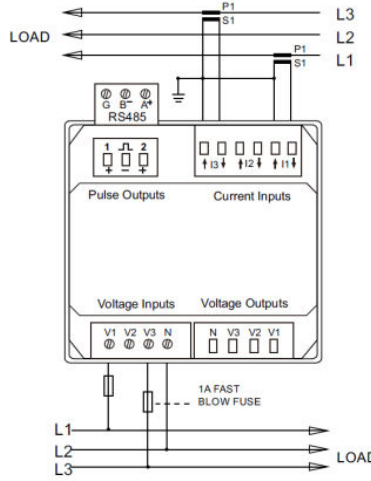 P1
L3
S1
LOAD
L2
P1
L1
S1
G B- A+
RS485
1 2
+ − +
I3 I2 I1
Pulse Outputs Current Inputs
Voltage Inputs Voltage Outputs
V1 V2 V3 N N V3 V2 V1
1A FAST
BLOW FUSE
L1
L2
LOAD
L3